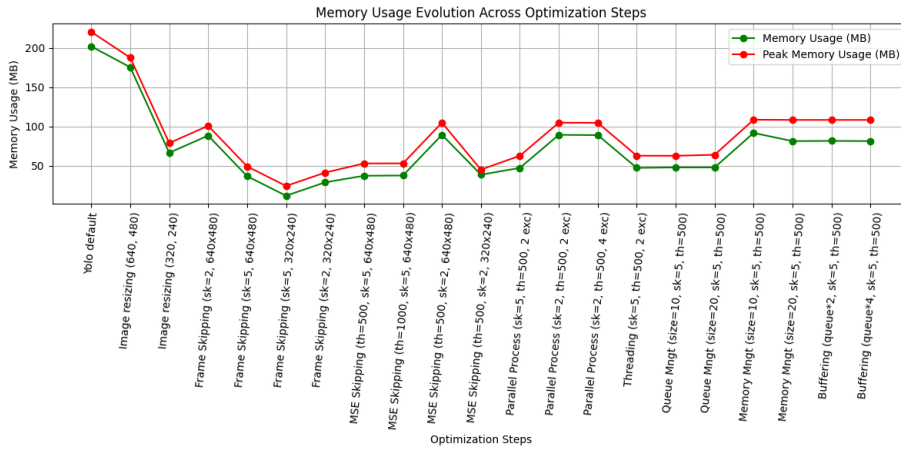 Memory Usage Evolution Across Optimization Steps
Memory Usage (MB)
Peak Memory Usage (MB)
Memory Usage (MB)
200
150
100
50
Yolo default
Image resizing (640, 480)
Image resizing (320, 240)
Frame Skipping (sk=2, 640x480)
Frame Skipping (sk=5, 640x480)
Frame Skipping (sk=5, 320x240)
Frame Skipping (sk=2, 320x240)
MSE Skipping (th=500, sk=5, 640x480)
MSE Skipping (th=1000, sk=5, 640x480)
MSE Skipping (th=500, sk=2, 640x480)
MSE Skipping (th=500, sk=2, 320x240)
Parallel Process (sk=5, th=500, 2 exc)
Parallel Process (sk=2, th=500, 2 exc)
Parallel Process (sk=2, th=500, 4 exc)
Threading (sk=5, th=500, 2 exc)
Queue Mngt (size=10, sk=5, th=500)
Queue Mngt (size=20, sk=5, th=500)
Memory Mngt (size=10, sk=5, th=500)
Memory Mngt (size=20, sk=5, th=500)
Buffering (queue*2, sk=5, th=500)
Buffering (queue*4, sk=5, th=500)
Optimization Steps